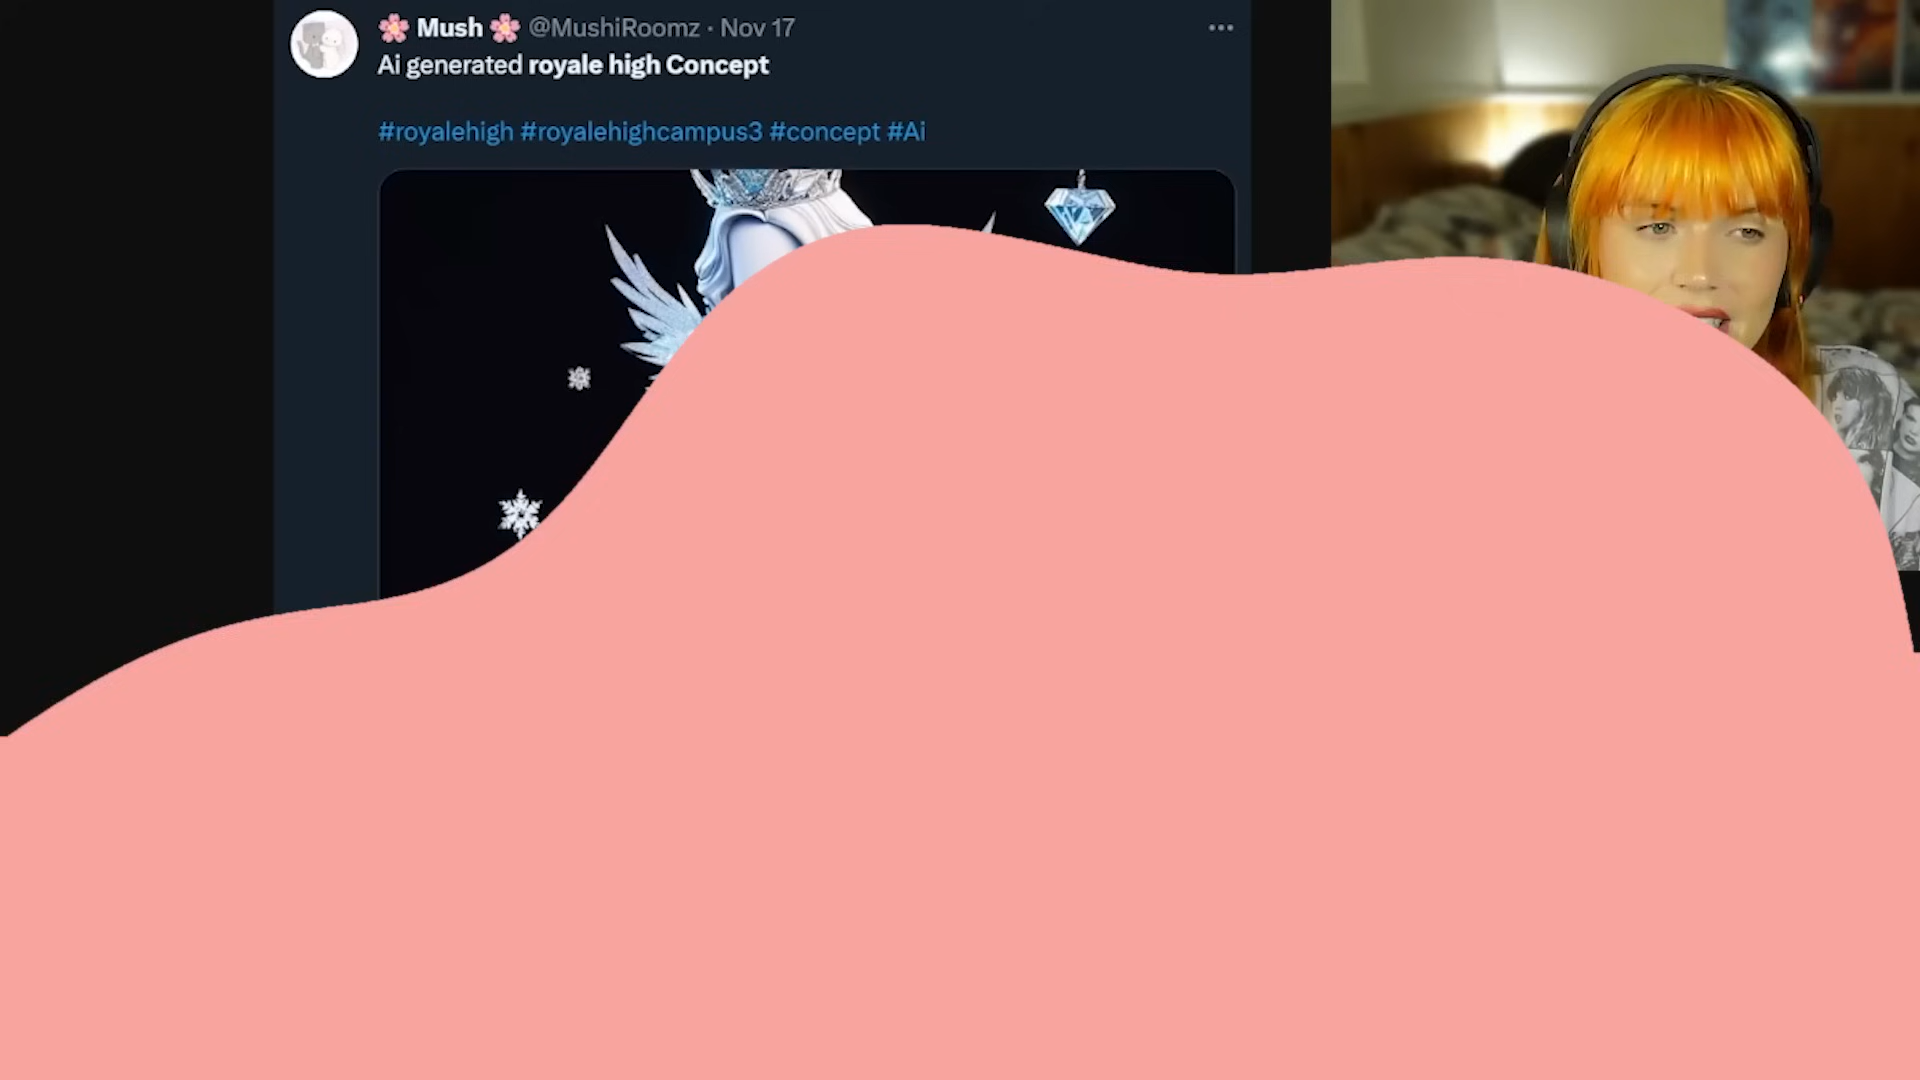 🌸 Mush 🌸 @MushiRoomz · Nov 17
Ai generated royale high Concept
#royalehigh #royalehighcampus3 #concept #Ai